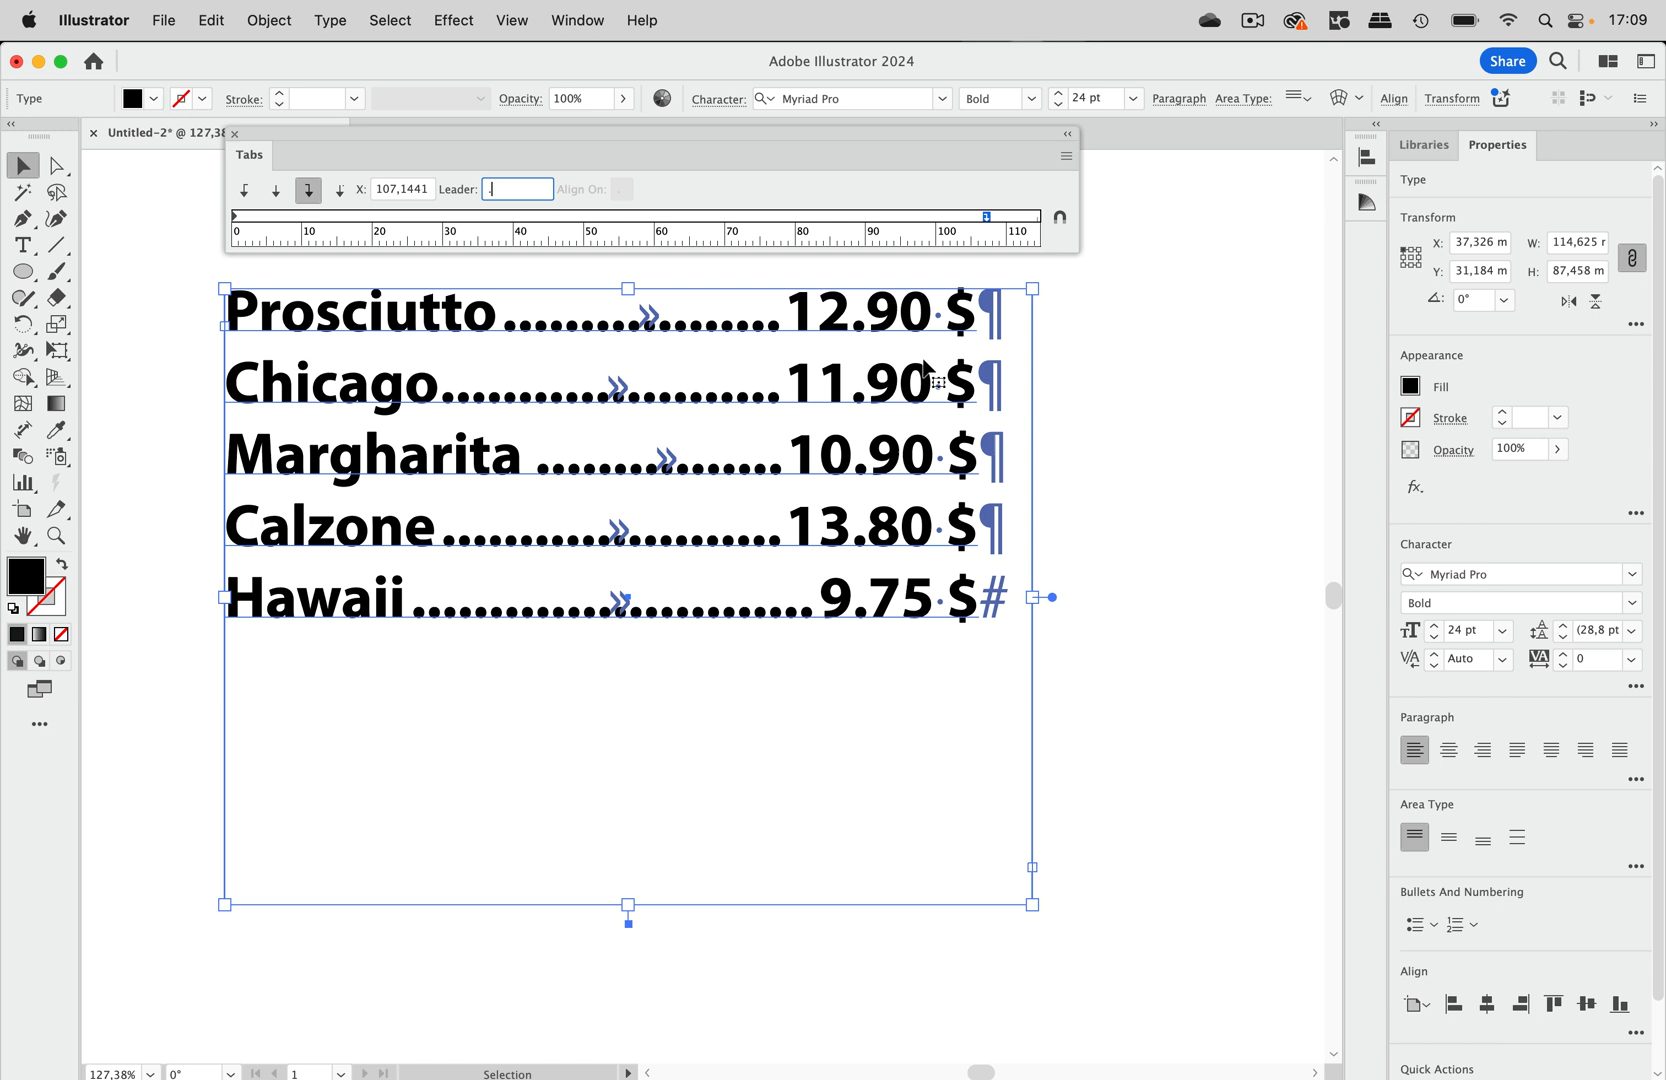 Illustrator File Edit Object Type Select Effect View Window Help 17:09
Adobe Illustrator 2024 Share
Type Stroke: Opacity: 100% Character: Myriad Pro Bold 24 pt Paragraph Area Type: Align Transform
Untitled-2* @ 127,38
Tabs
X: 107,1441 Leader: . Align On:
0 10 20 30 40 50 60 70 80 90 100 110
Prosciutto..........»..........12.90·$¶
Chicago..........»..........11.90·$¶
Margharita ........»........10.90·$¶
Calzone..........»..........13.80·$¶
Hawaii..........»..........9.75·$#
Libraries Properties
Type
Transform
X: 37,326 m W: 114,625 r
Y: 31,184 m H: 87,458 m
0°
Appearance
Fill
Stroke
Opacity 100%
fx.
Character
Myriad Pro
Bold
24 pt (28,8 pt
Auto 0
Paragraph
Area Type
Bullets And Numbering
Align
Quick Actions
127,38% 0° 1 Selection